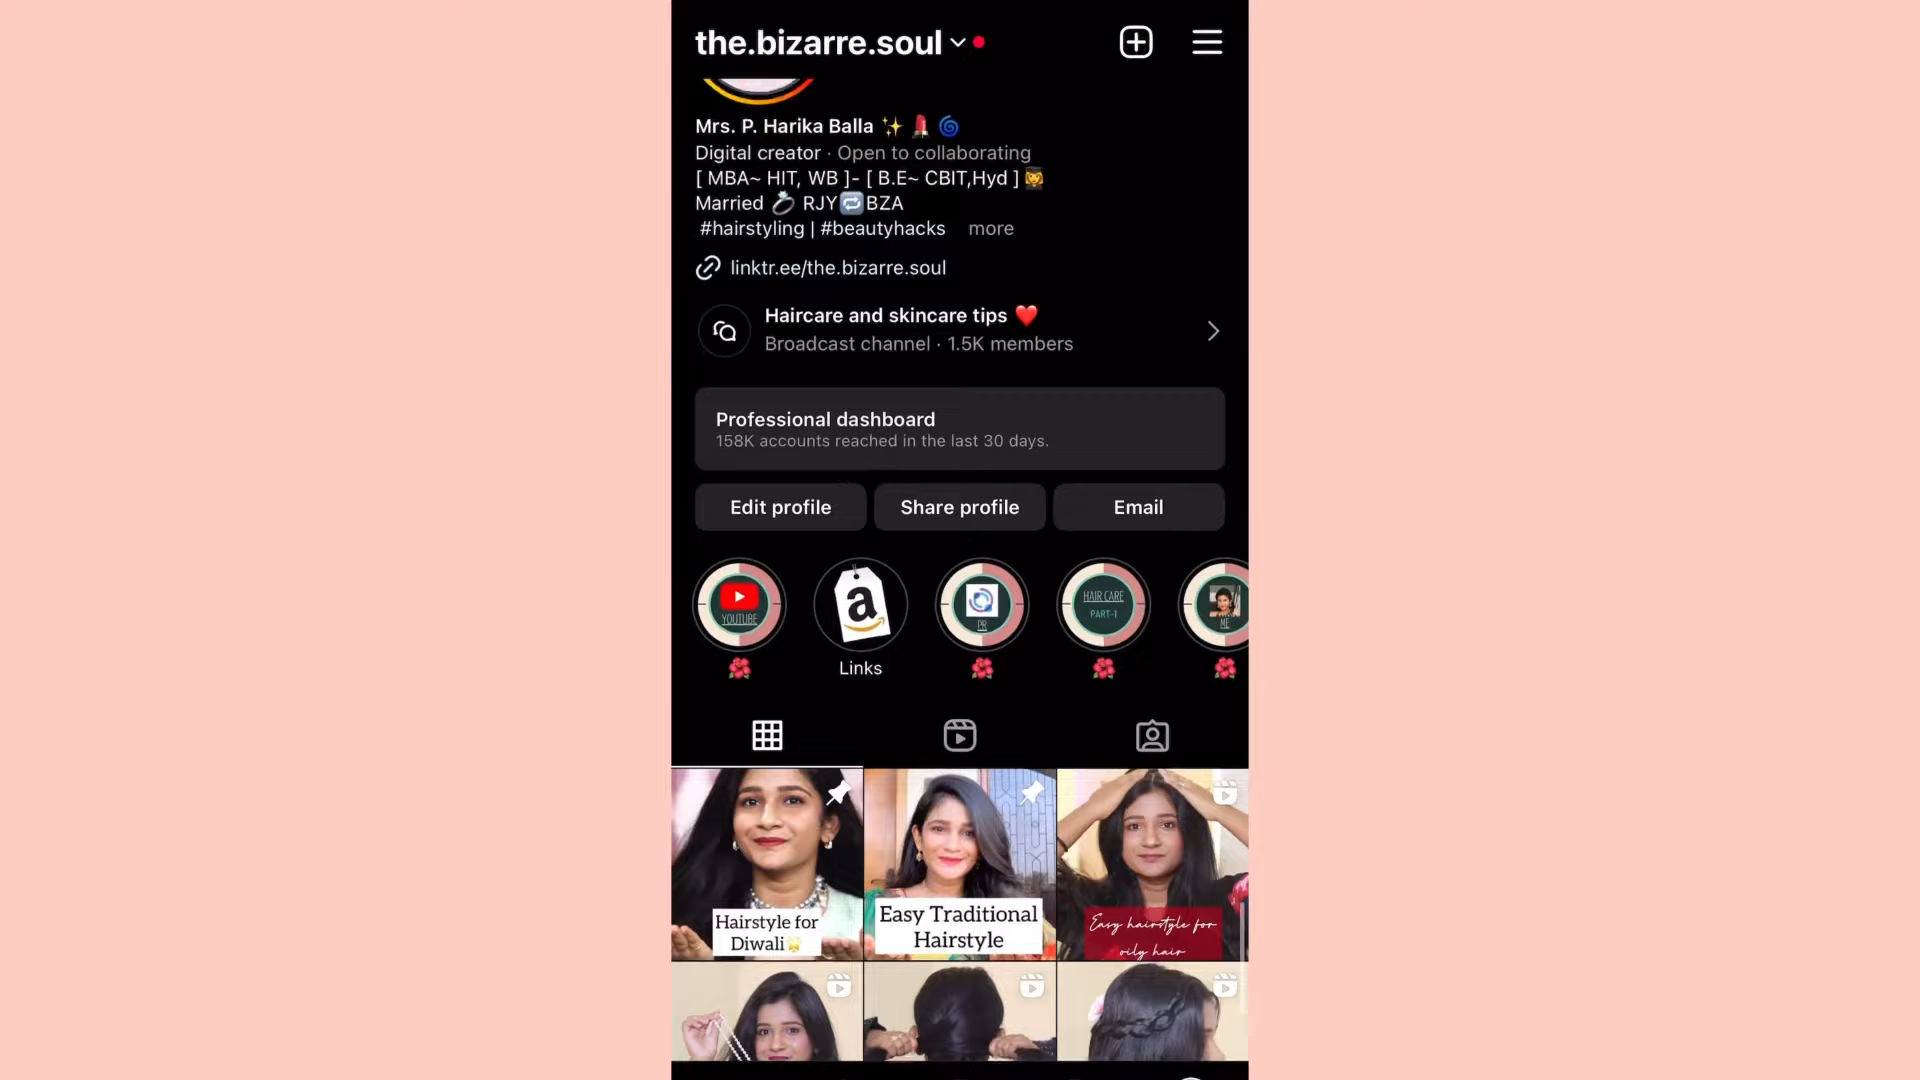 the.bizarre.soul
Mrs. P. Harika Balla ✨ 💄 🌀
Digital creator · Open to collaborating
[ MBA~ HIT, WB ]- [ B.E~ CBIT,Hyd ] 👩‍🎓
Married 💍 RJY🔁BZA
#hairstyling | #beautyhacks more
linktr.ee/the.bizarre.soul
Haircare and skincare tips ❤️
Broadcast channel · 1.5K members
Professional dashboard
158K accounts reached in the last 30 days.
Edit profile Share profile Email
YOUTUBE
a
PR
HAIR CARE
PART-1
ME
🌺 Links 🌺 🌺 🌺
Hairstyle for
Diwali🌟
Easy Traditional
Hairstyle
Easy hairstyle for
oily hair